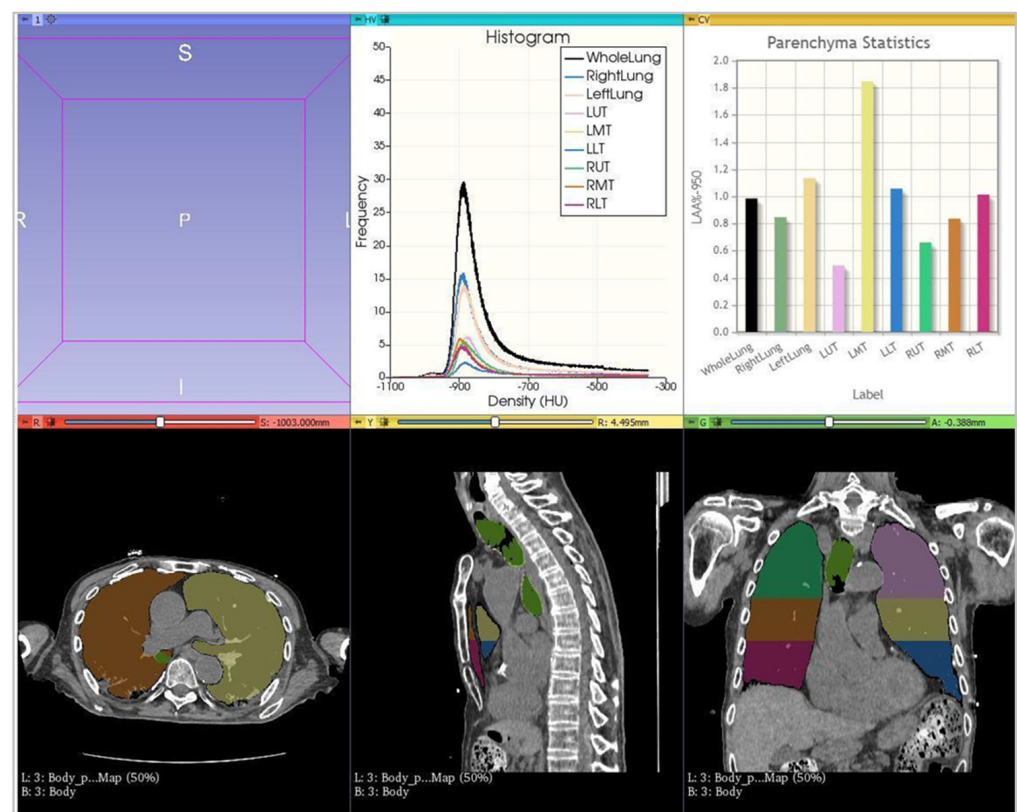 1
S
R
P
L
I
HV
Histogram
50
45
40
35
30
25
20
15
10
5
0
-1100
-900
-700
-500
-300
Frequency
Density (HU)
WholeLung
RightLung
LeftLung
LUT
LMT
LLT
RUT
RMT
RLT
CV
Parenchyma Statistics
2.0
1.8
1.6
1.4
1.2
1.0
0.8
0.6
0.4
0.2
0.0
LAA%-950
WholeLung
RightLung
LeftLung
LUT
LMT
LLT
RUT
RMT
RLT
Label
R
S: -1003.000mm
L: 3: Body_p...Map (50%)
B: 3: Body
Y
R: 4.495mm
L: 3: Body_p...Map (50%)
B: 3: Body
G
A: -0.388mm
L: 3: Body_p...Map (50%)
B: 3: Body